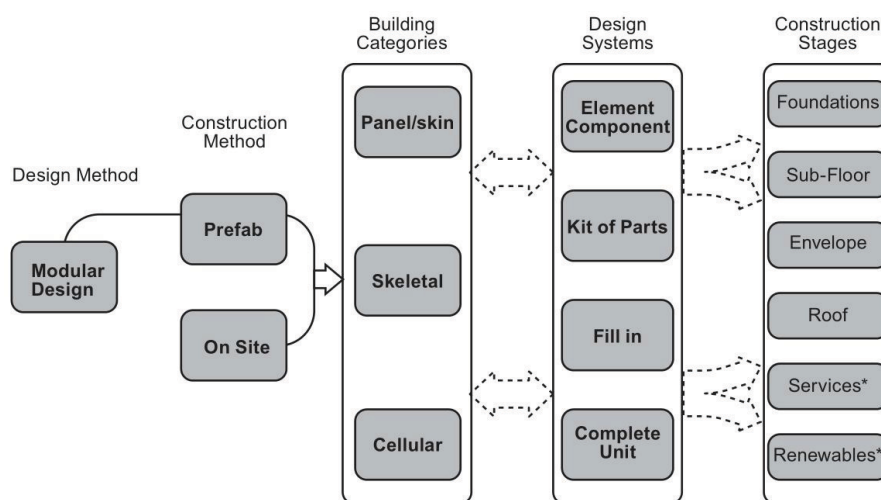 Building
Categories
Design
Systems
Construction
Stages
Construction
Method
Design Method
Modular
Design
Prefab
On Site
Panel/skin
Skeletal
Cellular
Element
Component
Kit of Parts
Fill in
Complete
Unit
Foundations
Sub-Floor
Envelope
Roof
Services*
Renewables*